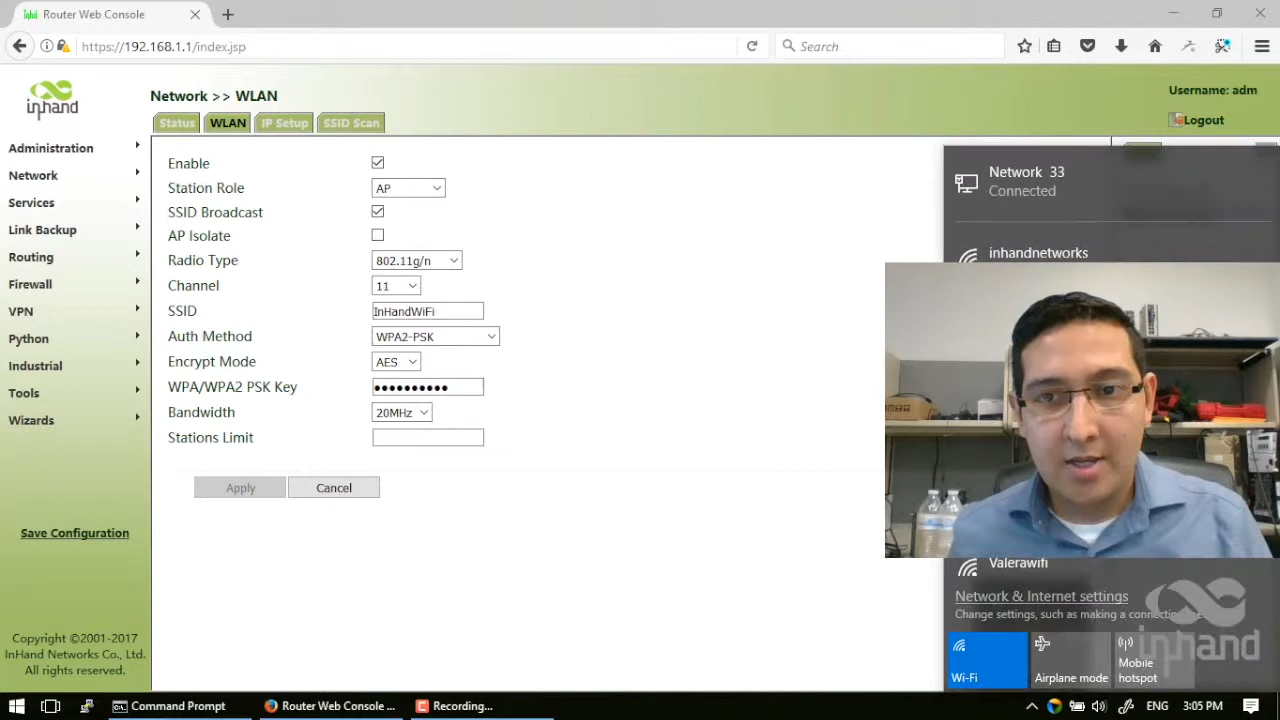 Router Web Console
https://192.168.1.1/index.jsp
Search
inhand
Network >> WLAN
Username: adm
Logout
Status
WLAN
IP Setup
SSID Scan
Administration
Network
Services
Link Backup
Routing
Firewall
VPN
Python
Industrial
Tools
Wizards
Save Configuration
Copyright ©2001-2017
InHand Networks Co., Ltd.
All rights reserved.
Enable
Station Role AP
SSID Broadcast
AP Isolate
Radio Type 802.11g/n
Channel 11
SSID InHandWiFi
Auth Method WPA2-PSK
Encrypt Mode AES
WPA/WPA2 PSK Key ••••••••••
Bandwidth 20MHz
Stations Limit
Apply Cancel
Network 33
Connected
inhandnetworks
Valerawifi
Network & Internet settings
Change settings, such as making a connecti
inhand
Wi-Fi
Airplane mode
Mobile
hotspot
Command Prompt
Router Web Console ...
Recording...
ENG
3:05 PM